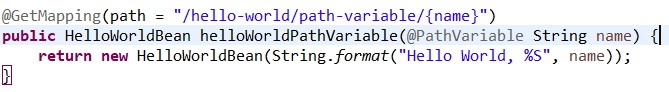 @GetMapping(path = "/hello-world/path-variable/{name}")
public HelloWorldBean helloWorldPathVariable(@PathVariable String name) {
    return new HelloWorldBean(String.format("Hello World, %S", name));
}